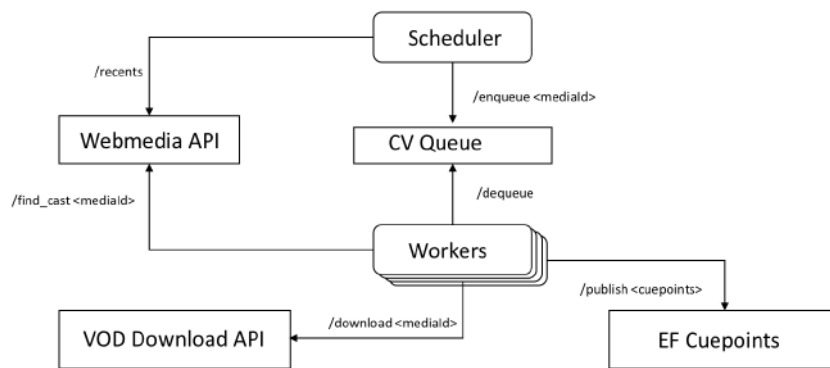 Scheduler
/recents
/enqueue <mediaId>
Webmedia API
CV Queue
/find_cast <mediaId>
/dequeue
Workers
/publish <cuepoints>
/download <mediaId>
VOD Download API
EF Cuepoints